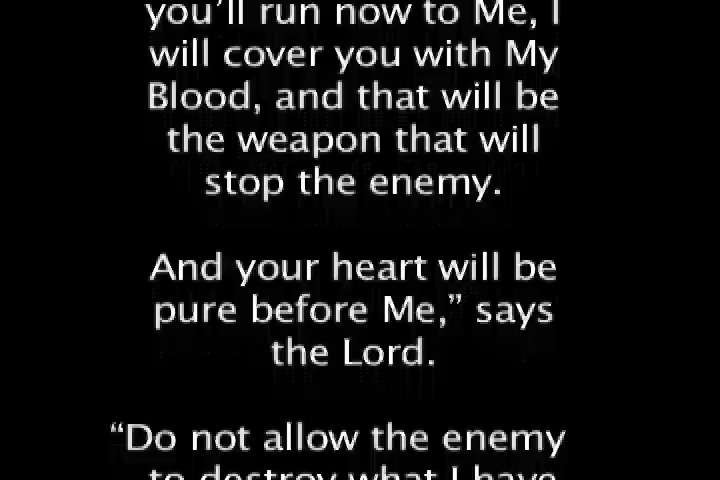 you’ll run now to Me, I
will cover you with My
Blood, and that will be
the weapon that will
stop the enemy.
And your heart will be
pure before Me,” says
the Lord.
“Do not allow the enemy
to destroy what I have